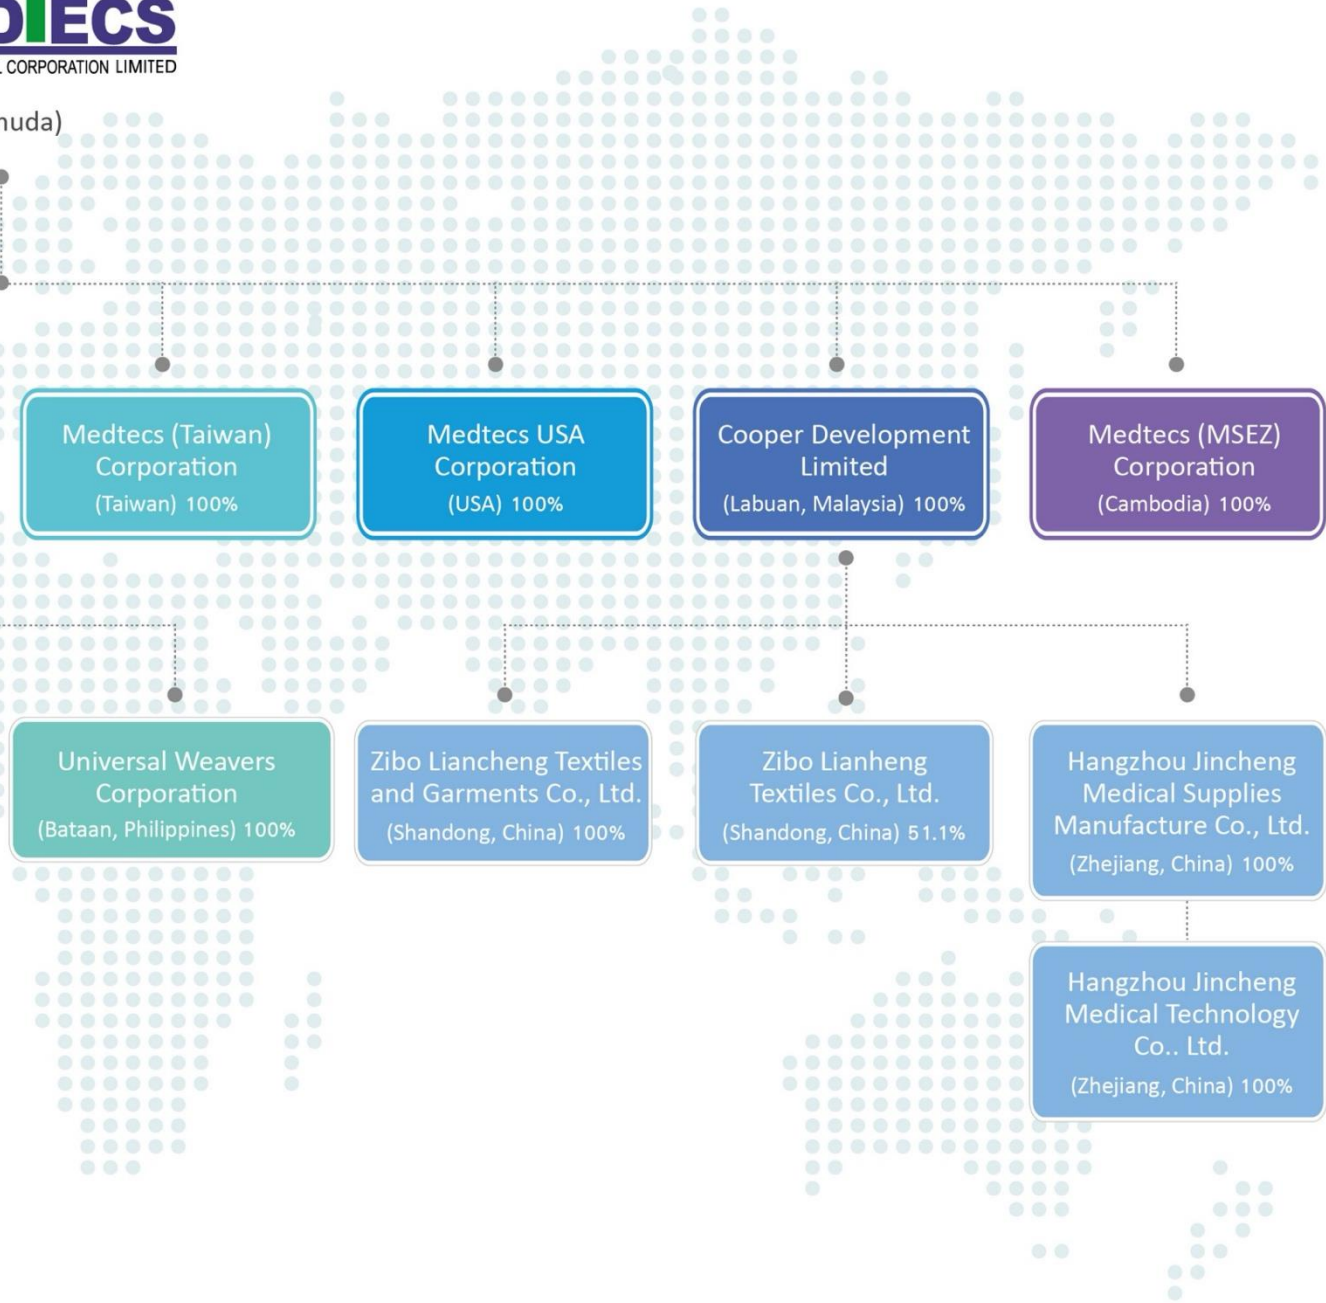 DTECS
L CORPORATION LIMITED
muda)
Medtecs (Taiwan)
Corporation
(Taiwan) 100%
Medtecs USA
Corporation
(USA) 100%
Cooper Development
Limited
(Labuan, Malaysia) 100%
Medtecs (MSEZ)
Corporation
(Cambodia) 100%
Universal Weavers
Corporation
(Bataan, Philippines) 100%
Zibo Liancheng Textiles
and Garments Co., Ltd.
(Shandong, China) 100%
Zibo Lianheng
Textiles Co., Ltd.
(Shandong, China) 51.1%
Hangzhou Jincheng
Medical Supplies
Manufacture Co., Ltd.
(Zhejiang, China) 100%
Hangzhou Jincheng
Medical Technology
Co.. Ltd.
(Zhejiang, China) 100%